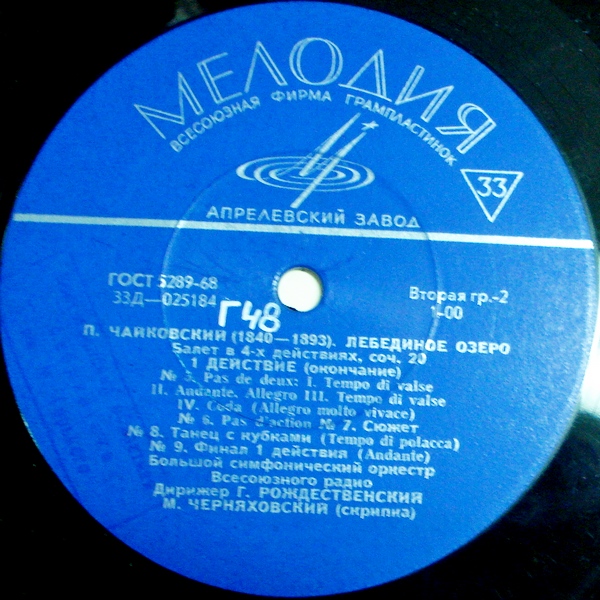 МЕЛОДИЯ
ВСЕСОЮЗНАЯ ФИРМА ГРАМПЛАСТИНОК
33
АПРЕЛЕВСКИЙ ЗАВОД
ГОСТ 5289-68
33Д—025184
Г48
Вторая гр.-2
1-00
П. ЧАЙКОВСКИЙ (1840—1893). ЛЕБЕДИНОЕ ОЗЕРО
Балет в 4-х действиях, соч. 20
1 ДЕЙСТВИЕ (окончание)
№ 5. Pas de deux: I. Tempo di valse
II. Andante. Allegro III. Tempo di valse
IV. Coda (Allegro molto vivace)
№ 6. Pas d'action № 7. Сюжет
№ 8. Танец с кубками (Tempo di polacca)
№ 9. Финал 1 действия (Andante)
Большой симфонический оркестр
Всесоюзного радио
Дирижер Г. РОЖДЕСТВЕНСКИЙ
М. ЧЕРНЯХОВСКИЙ (скрипка)